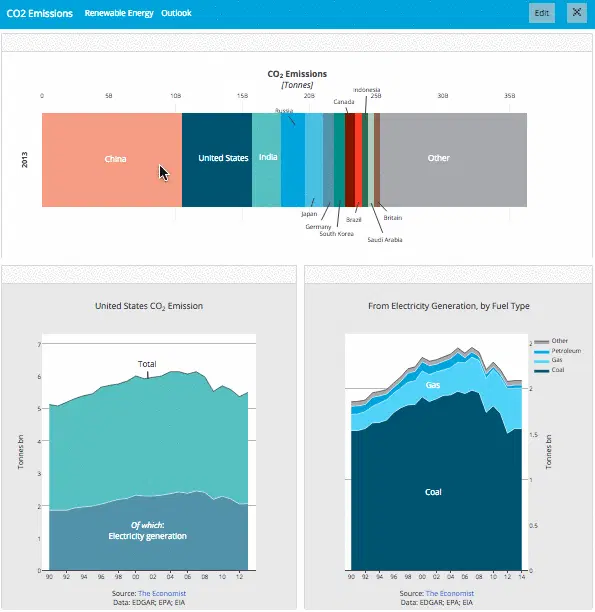 CO2 Emissions Renewable Energy Outlook Edit ✕
CO₂ Emissions
[Tonnes]
0 5B 10B 15B 20B 25B 30B 35B
Indonesia
Canada
Russia
2013
China United States India Other
Japan
Germany
South Korea
Brazil
Britain
Saudi Arabia
United States CO₂ Emission
7
6
5
4
3
2
1
0
Tonnes bn
Total
Of which:
Electricity generation
90 92 94 96 98 00 02 04 06 08 10 12
Source: The Economist
Data: EDGAR; EPA; EIA
From Electricity Generation, by Fuel Type
Other
Petroleum
Gas
Coal
Gas
Coal
2
1.5
1
0.5
0
Tonnes bn
90 92 94 96 98 00 02 04 06 08 10 12 14
Source: The Economist
Data: EDGAR; EPA; EIA